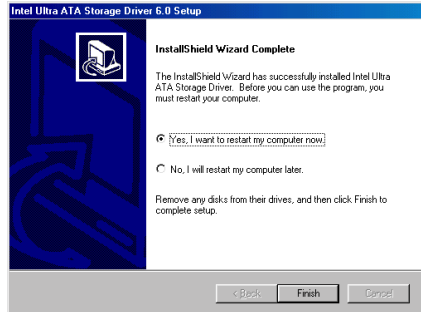 Intel Ultra ATA Storage Driver 6.0 Setup
InstallShield Wizard Complete
The InstallShield Wizard has successfully installed Intel Ultra
ATA Storage Driver. Before you can use the program, you
must restart your computer.
Yes, I want to restart my computer now.
No, I will restart my computer later.
Remove any disks from their drives, and then click Finish to
complete setup.
< Back Finish Cancel